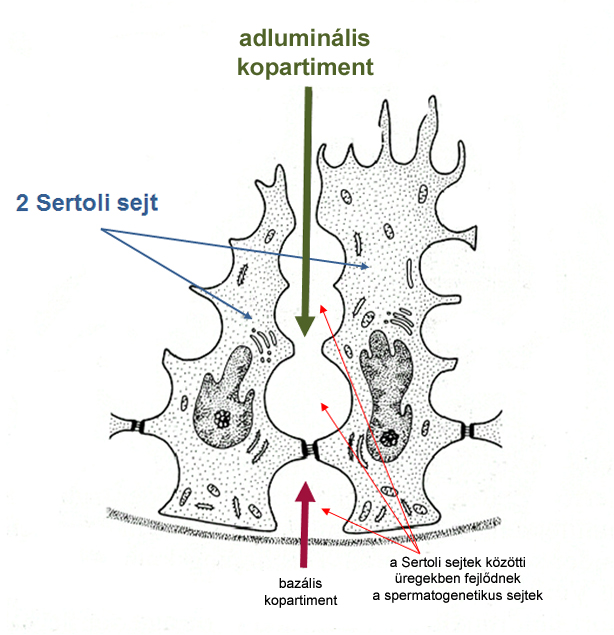 adluminális
kopartiment
2 Sertoli sejt
bazális
kopartiment
a Sertoli sejtek közötti
üregekben fejlődnek
a spermatogenetikus sejtek